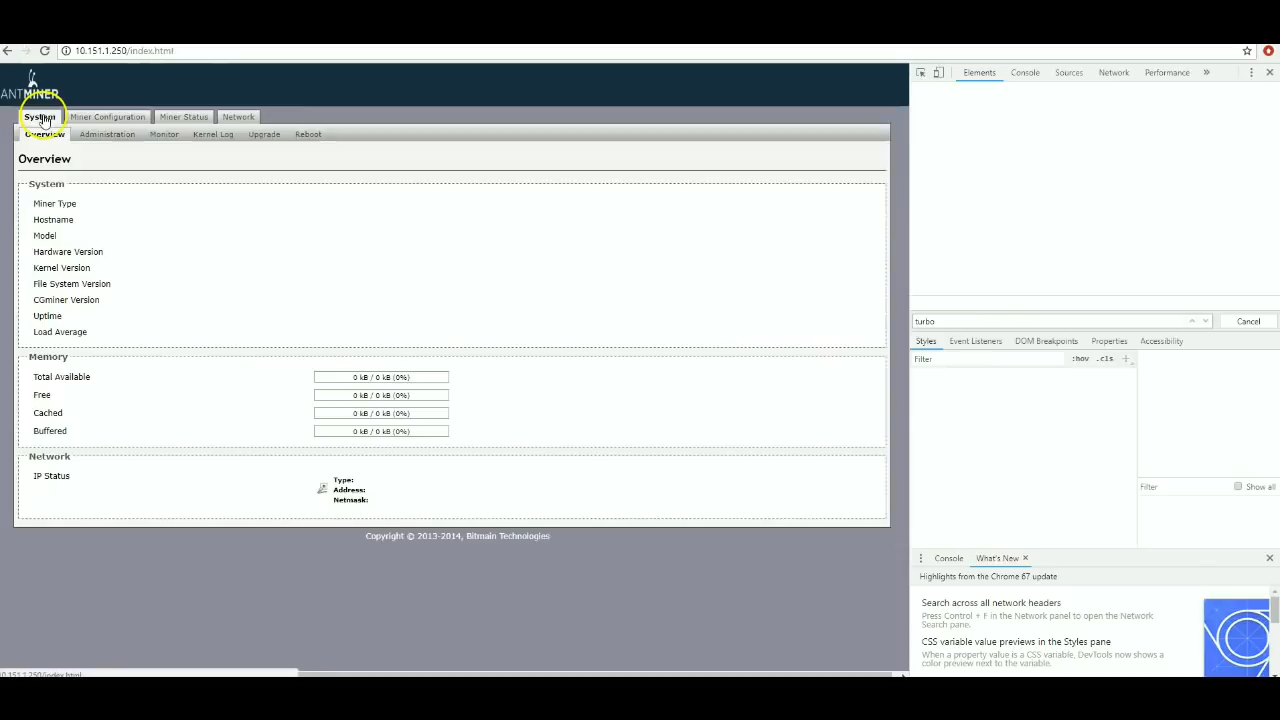 10.151.1.250/index.html
ANTMINER
System Miner Configuration Miner Status Network
Overview Administration Monitor Kernel Log Upgrade Reboot
Overview
System
Miner Type
Hostname
Model
Hardware Version
Kernel Version
File System Version
CGminer Version
Uptime
Load Average
Memory
Total Available 0 kB / 0 kB (0%)
Free 0 kB / 0 kB (0%)
Cached 0 kB / 0 kB (0%)
Buffered 0 kB / 0 kB (0%)
Network
IP Status
Type:
Address:
Netmask:
Copyright © 2013-2014, Bitmain Technologies
10.151.1.250/index.html
Elements Console Sources Network Performance »
turbo Cancel
Styles Event Listeners DOM Breakpoints Properties Accessibility
Filter :hov .cls +
Filter Show all
Console What's New ×
Highlights from the Chrome 67 update
Search across all network headers
Press Control + F in the Network panel to open the Network
Search pane.
CSS variable value previews in the Styles pane
When a property value is a CSS variable, DevTools now shows a
color preview next to the variable.